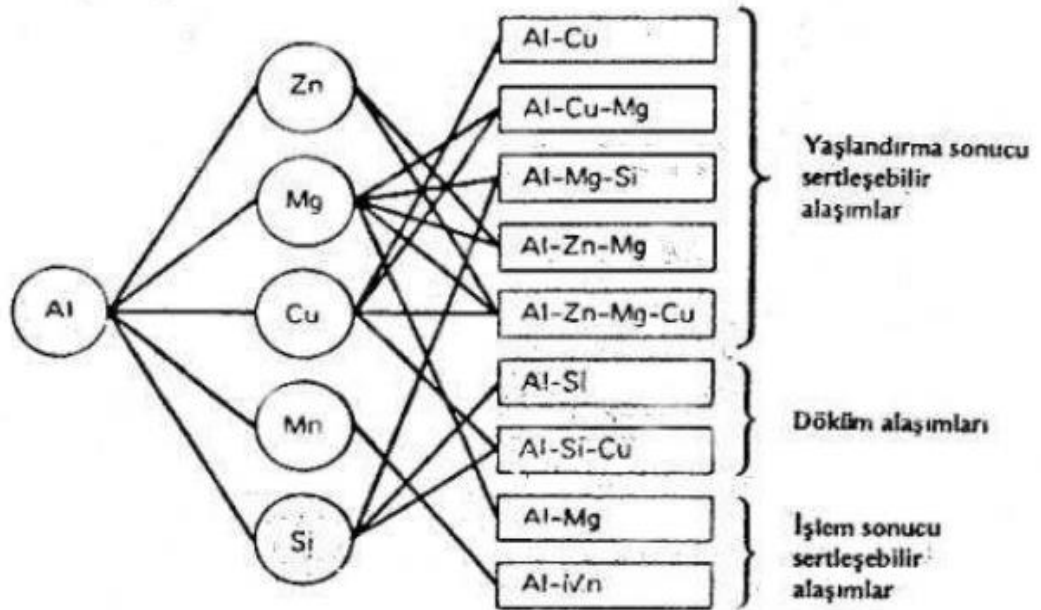 Al
Zn
Mg
Cu
Mn
Si
Al-Cu
Al-Cu-Mg
Al-Mg-Si
Al-Zn-Mg
Al-Zn-Mg-Cu
Al-Si
Al-Si-Cu
Al-Mg
Al-Mn
Yaşlandırma sonucu
sertleşebilir
alaşımlar
Döküm alaşımları
İşlem sonucu
sertleşebilir
alaşımlar